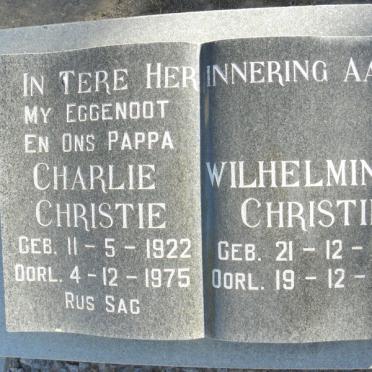 IN TERE HERINNERING AA
MY EGGENOOT
EN ONS PAPPA
CHARLIE
CHRISTIE
GEB. 11 - 5 - 1922
OORL. 4 - 12 - 1975
RUS SAG
WILHELMIN
CHRISTI
GEB. 21 - 12 -
OORL. 19 - 12 -